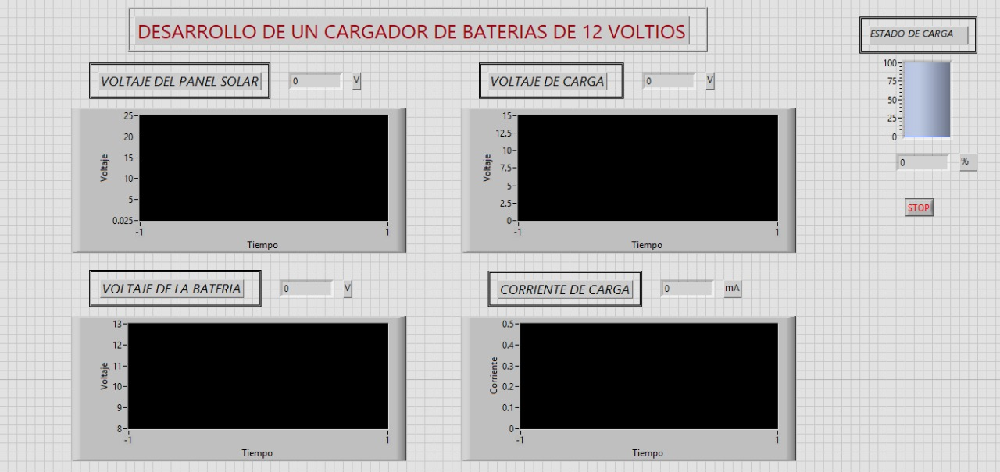 DESARROLLO DE UN CARGADOR DE BATERIAS DE 12 VOLTIOS
ESTADO DE CARGA
VOLTAJE DEL PANEL SOLAR 0 V
VOLTAJE DE CARGA 0 V
100
75
50
25
0
0 %
STOP
25
20
15
10
5
0.025
Voltaje
-1 1
Tiempo
15
12.5
10
7.5
5
2.5
0
Voltaje
-1 1
Tiempo
VOLTAJE DE LA BATERIA 0 V
CORRIENTE DE CARGA 0 mA
13
12
11
10
9
8
Voltaje
-1 1
Tiempo
0.5
0.4
0.3
0.2
0.1
0
Corriente
-1 1
Tiempo